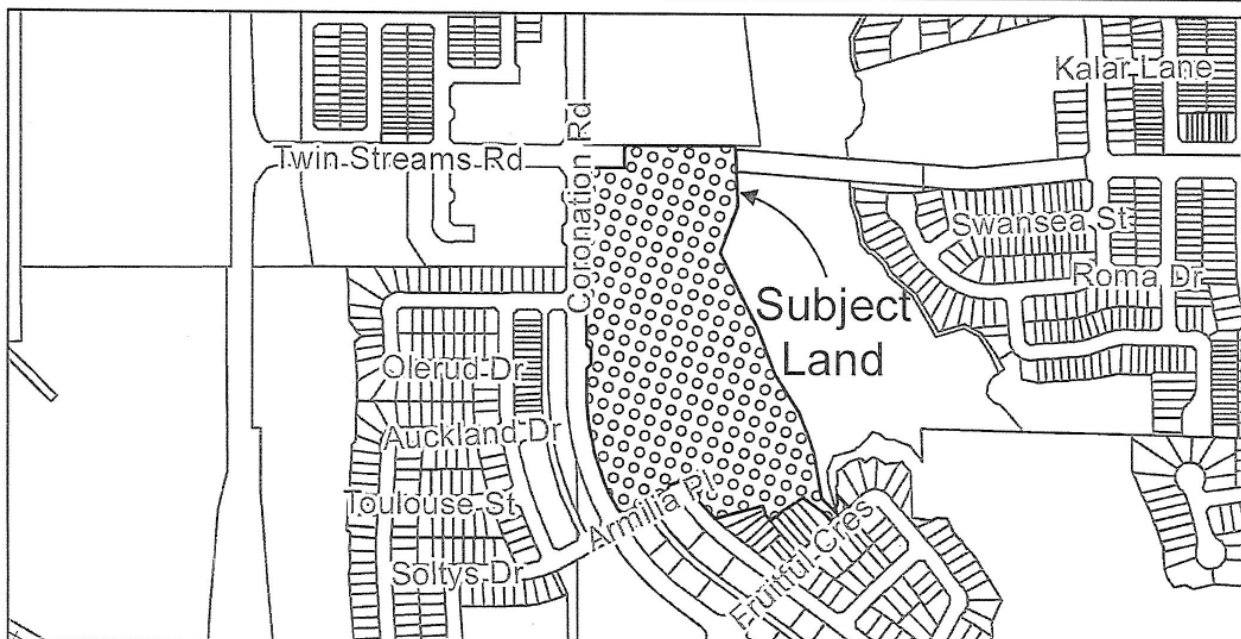 Kalar Lane
Coronation Rd
Twin Streams Rd
Swansea St
Roma Dr
Subject
Land
Olerud Dr
Auckland Dr
Toulouse St
Armilia Pl
Fruitful Cres
Soltys Dr